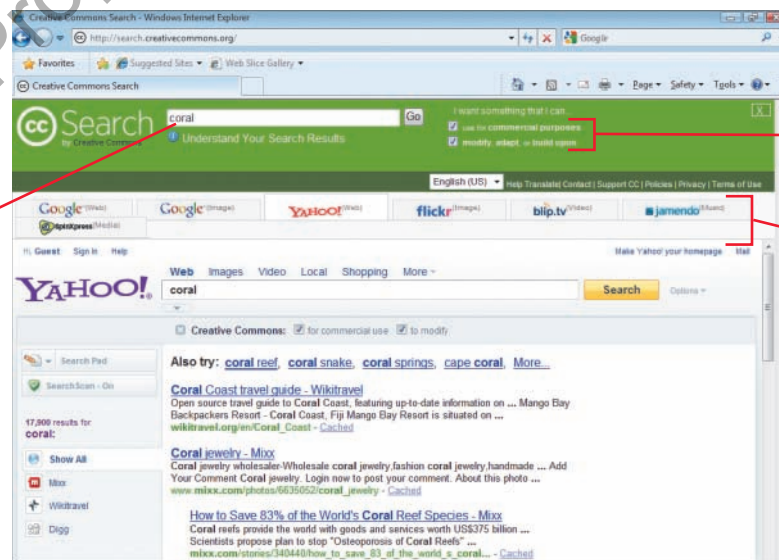 Creative Commons Search - Windows Internet Explorer
http://search.creativecommons.org/
Google
Favorites Suggested Sites Web Slice Gallery
Creative Commons Search
Page Safety Tools
cc Search
by Creative Commons
coral
Go
Understand Your Search Results
I want something that I can...
use for commercial purposes
modify, adapt, or build upon
X
English (US) Help Translate| Contact | Support CC | Policies | Privacy | Terms of Use
Google (Web) Google (Image) YAHOO! (Web) flickr (Image) blip.tv (Video) jamendo (Music)
SpinXpress (Media)
Hi, Guest Sign In Help
Make Yahoo! your homepage Mail
YAHOO!
Web Images Video Local Shopping More
coral
Search Options
Creative Commons: for commercial use to modify
Search Pad
SearchScan - On
17,900 results for
coral:
Show All
Mixx
Wikitravel
Digg
Also try: coral reef, coral snake, coral springs, cape coral, More...
Coral Coast travel guide - Wikitravel
Open source travel guide to Coral Coast, featuring up-to-date information on ... Mango Bay
Backpackers Resort - Coral Coast, Fiji Mango Bay Resort is situated on ...
wikitravel.org/en/Coral_Coast - Cached
Coral jewelry - Mixx
Coral jewelry wholesaler-Wholesale coral jewelry,fashion coral jewelry,handmade ... Add
Your Comment Coral jewelry. Login now to post your comment. About this photo ...
www.mixx.com/photos/6635052/coral_jewelry - Cached
How to Save 83% of the World's Coral Reef Species - Mixx
Coral reefs provide the world with goods and services worth US$375 billion ...
Scientists propose plan to stop "Osteoporosis of Coral Reefs" ...
mixx.com/stories/340440/how_to_save_83_of_the_world_s_coral... - Cached